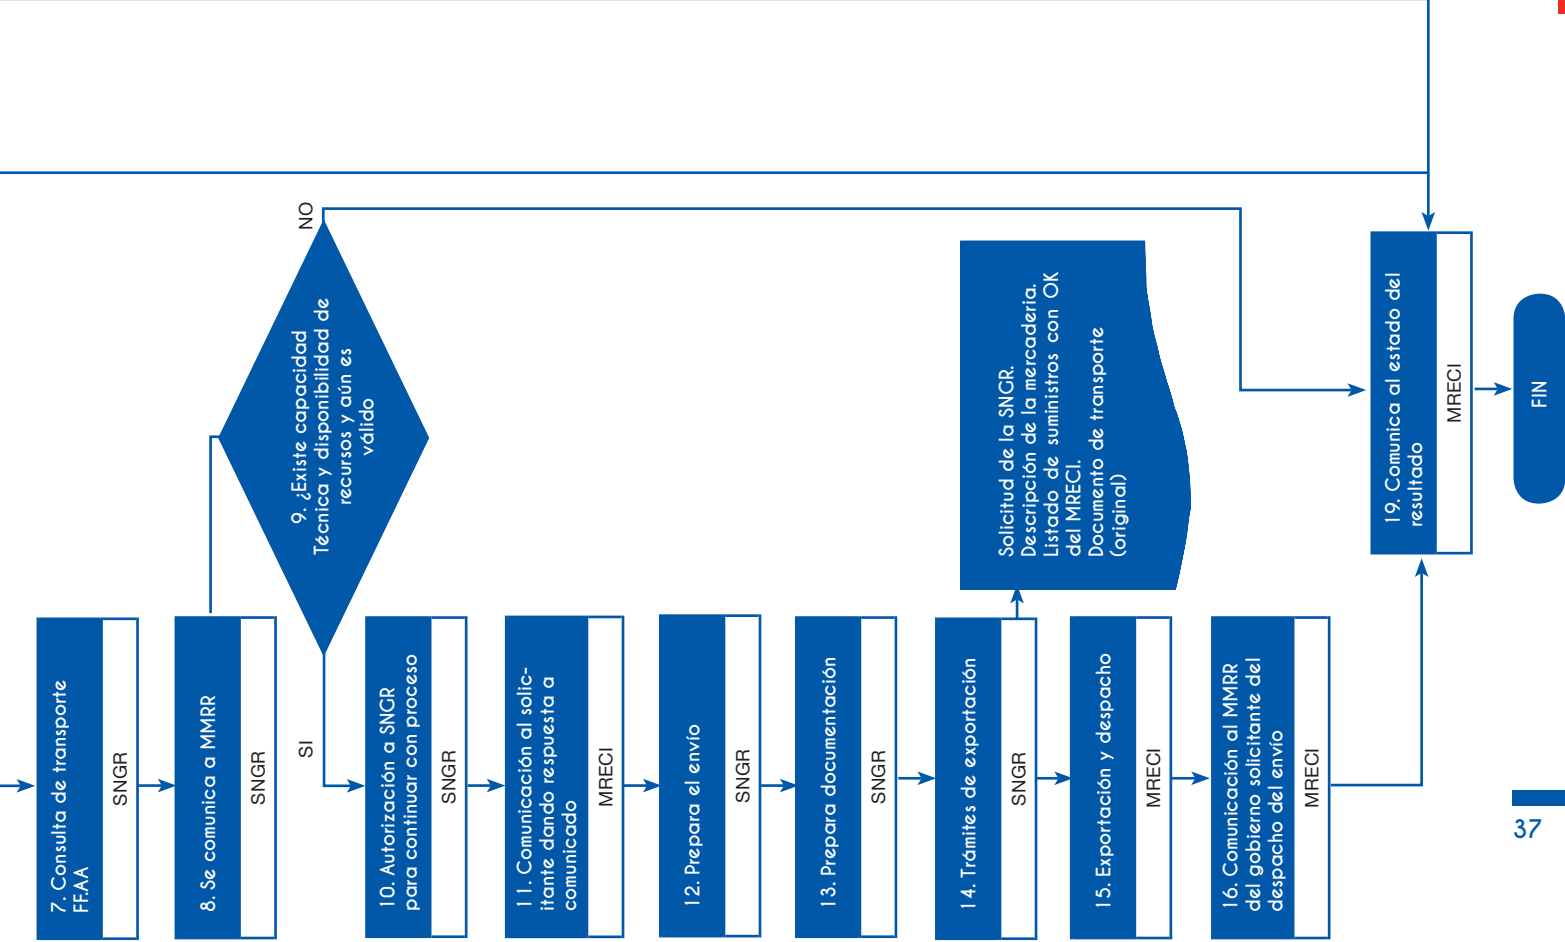 7. Consulta de transporte
FF.AA
SNGR
8. Se comunica a MMRR
SNGR
9. ¿Existe capacidad
Técnica y disponibilidad de
recursos y aún es
válido
NO
SI
10. Autorización a SNGR
para continuar con proceso
SNGR
11. Comunicación al solic-
itante dando respuesta a
comunicado
MRECI
12. Prepara el envío
SNGR
13. Prepara documentación
SNGR
14. Trámites de exportación
SNGR
Solicitud de la SNGR.
Descripción de la mercaderia.
Listado de suministros con OK
del MRECI.
Documento de transporte
(original)
15. Exportación y despacho
MRECI
16. Comunicación al MMRR
del gobierno solicitante del
despacho del envío
MRECI
19. Comunica al estado del
resultado
MRECI
FIN
37